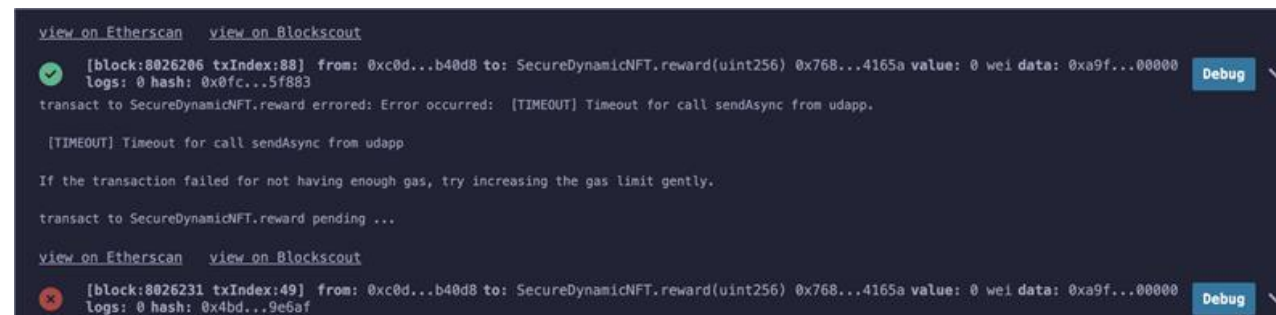 view on Etherscan view on Blockscout
[block:8026206 txIndex:88] from: 0xc0d...b40d8 to: SecureDynamicNFT.reward(uint256) 0x768...4165a value: 0 wei data: 0xa9f...00000
Debug
logs: 0 hash: 0x0fc...5f883
transact to SecureDynamicNFT.reward errored: Error occurred: [TIMEOUT] Timeout for call sendAsync from udapp.
[TIMEOUT] Timeout for call sendAsync from udapp
If the transaction failed for not having enough gas, try increasing the gas limit gently.
transact to SecureDynamicNFT.reward pending ...
view on Etherscan view on Blockscout
[block:8026231 txIndex:49] from: 0xc0d...b40d8 to: SecureDynamicNFT.reward(uint256) 0x768...4165a value: 0 wei data: 0xa9f...00000
Debug
logs: 0 hash: 0x4bd...9e6af